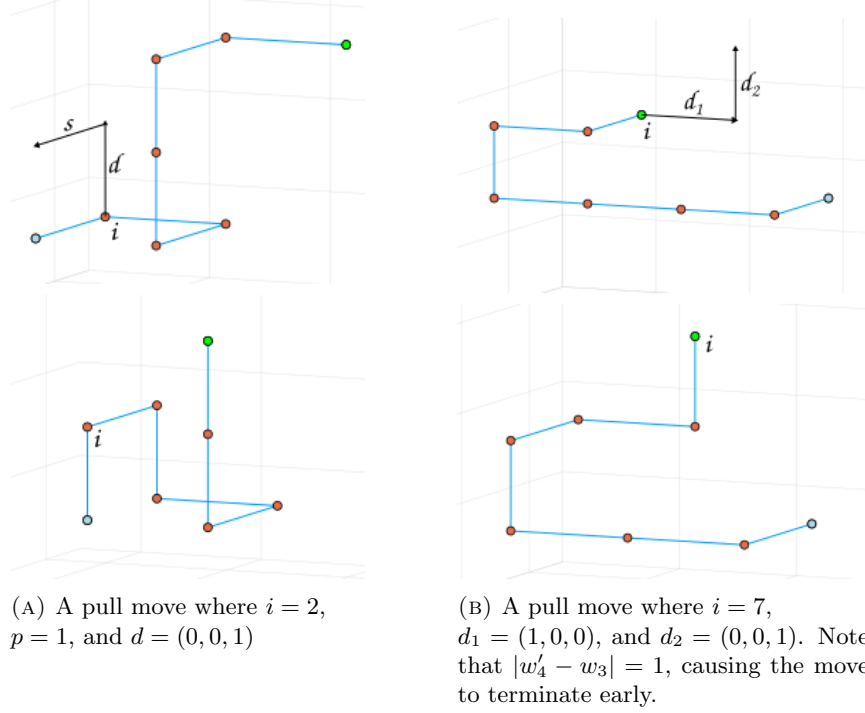 s
d
i
d₁
d₂
i
i
i
(A) A pull move where i = 2,
p = 1, and d = (0, 0, 1)
(B) A pull move where i = 7,
d₁ = (1, 0, 0), and d₂ = (0, 0, 1). Note
that |w′₄ − w₃| = 1, causing the move
to terminate early.